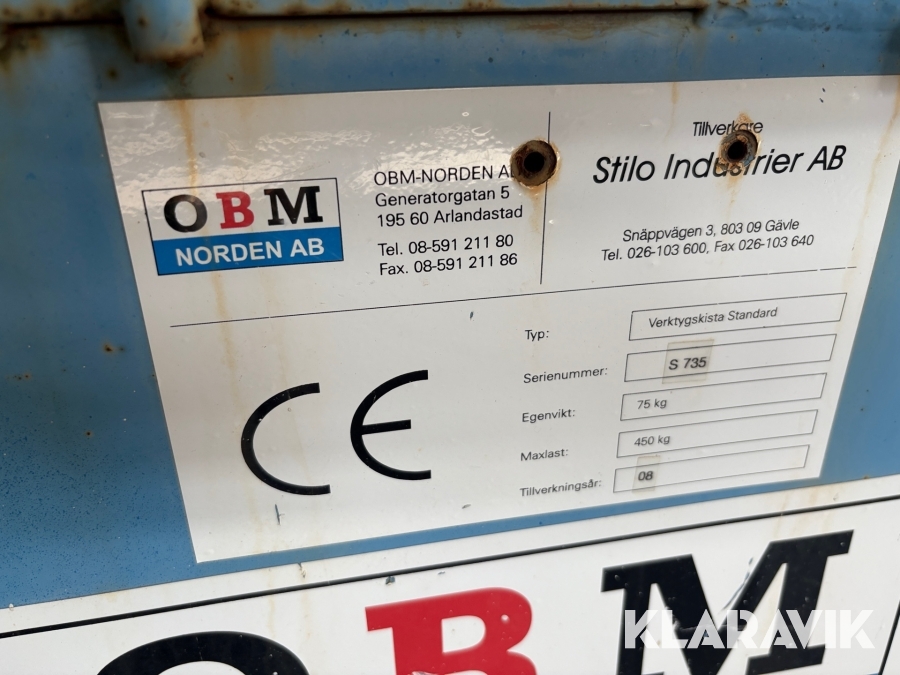 OBM
NORDEN AB
OBM-NORDEN
Generatorgatan 5
195 60 Arlandastad
Tel. 08-591 211 80
Fax. 08-591 211 86
Tillverkare
Stilo Industrier AB
Snäppvägen 3, 803 09 Gävle
Tel. 026-103 600, Fax 026-103 640
CE
Typ: Verktygskista Standard
Serienummer: S 735
Egenvikt: 75 kg
Maxlast: 450 kg
Tillverkningsår: 08
OBM
KLARAVIK